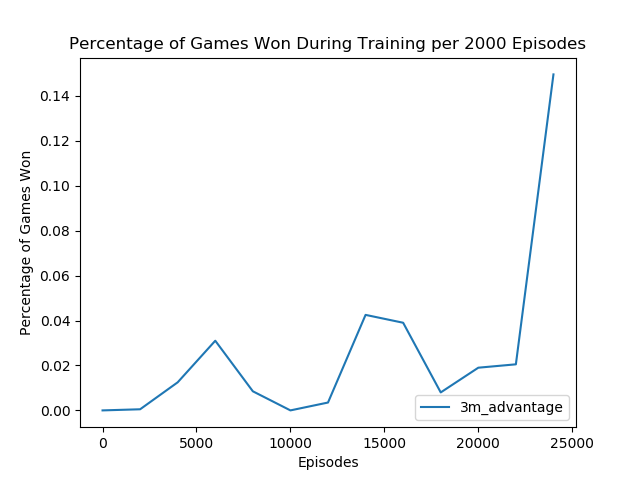 Percentage of Games Won During Training per 2000 Episodes
Percentage of Games Won
0.14
0.12
0.10
0.08
0.06
0.04
0.02
0.00
3m_advantage
0 5000 10000 15000 20000 25000
Episodes